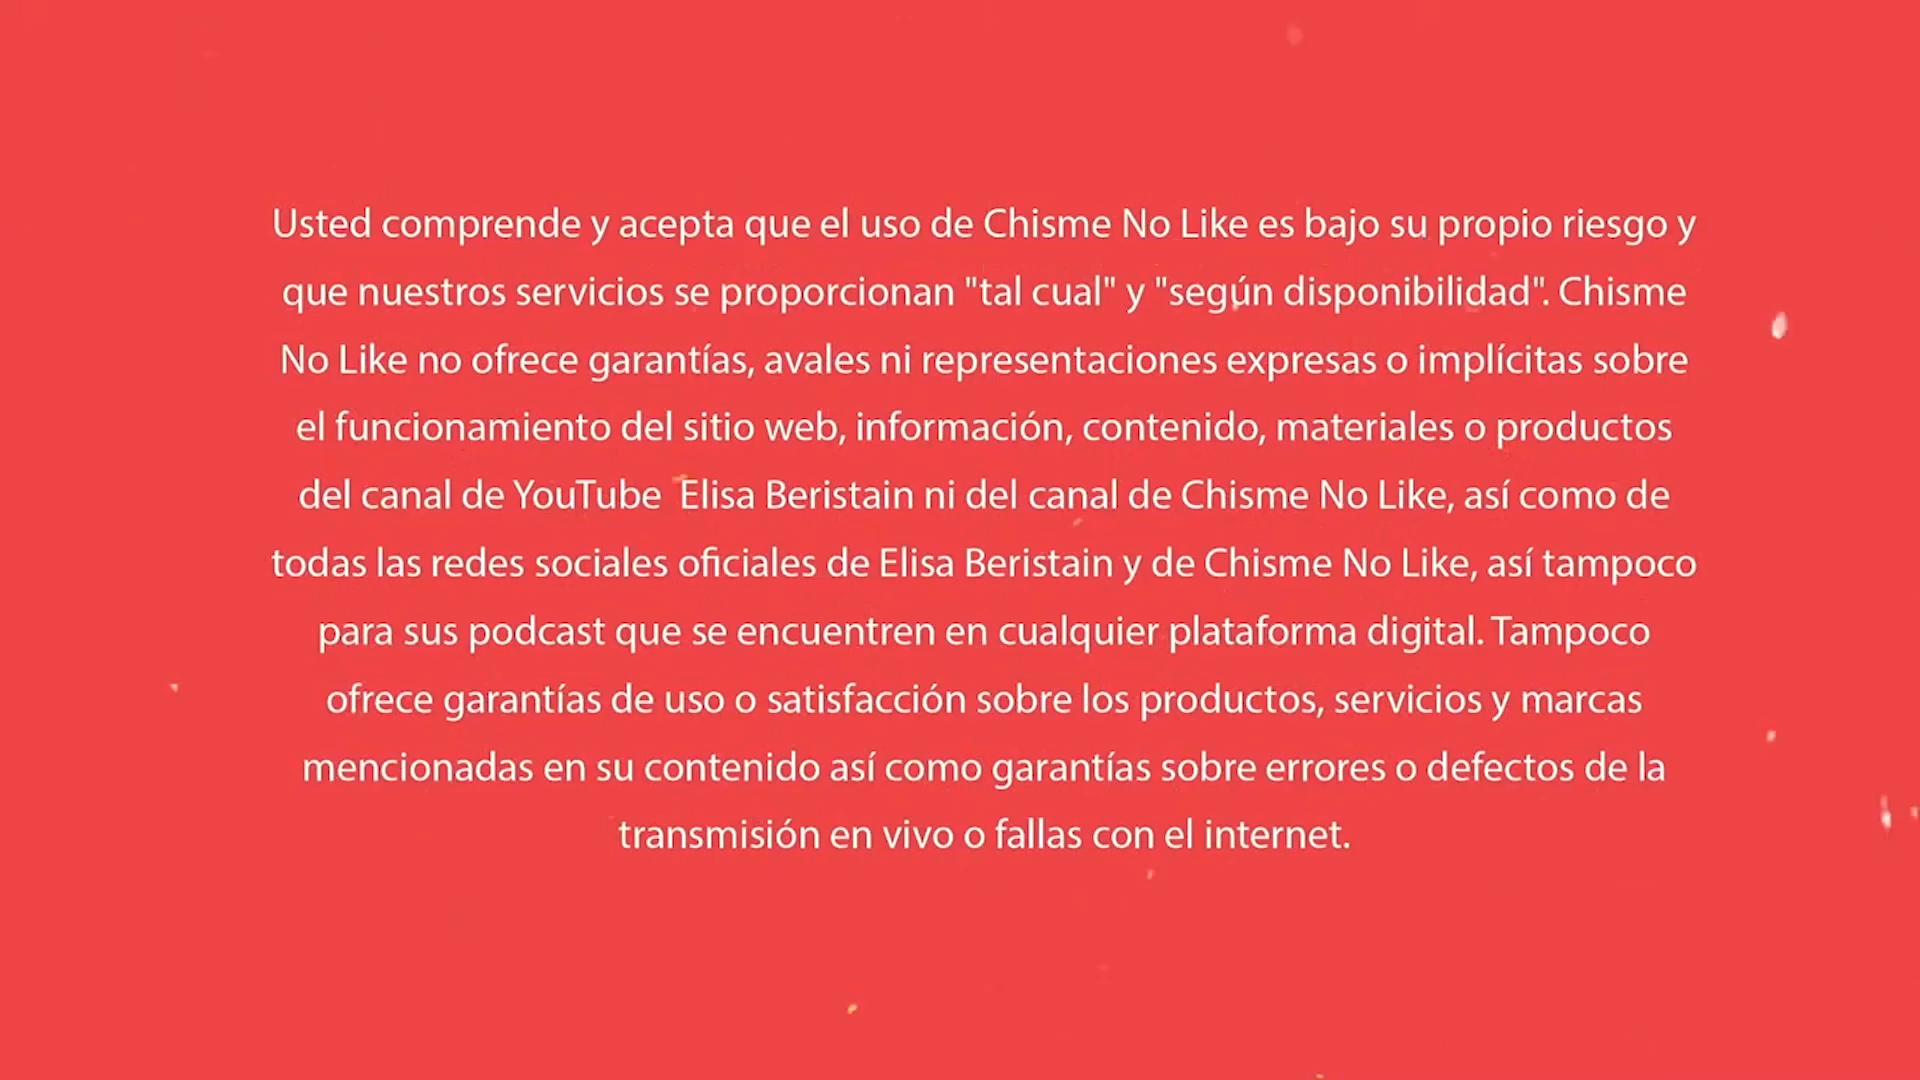 Usted comprende y acepta que el uso de Chisme No Like es bajo su propio riesgo y
que nuestros servicios se proporcionan "tal cual" y "según disponibilidad". Chisme
No Like no ofrece garantías, avales ni representaciones expresas o implícitas sobre
el funcionamiento del sitio web, información, contenido, materiales o productos
del canal de YouTube Elisa Beristain ni del canal de Chisme No Like, así como de
todas las redes sociales oficiales de Elisa Beristain y de Chisme No Like, así tampoco
para sus podcast que se encuentren en cualquier plataforma digital. Tampoco
ofrece garantías de uso o satisfacción sobre los productos, servicios y marcas
mencionadas en su contenido así como garantías sobre errores o defectos de la
transmisión en vivo o fallas con el internet.